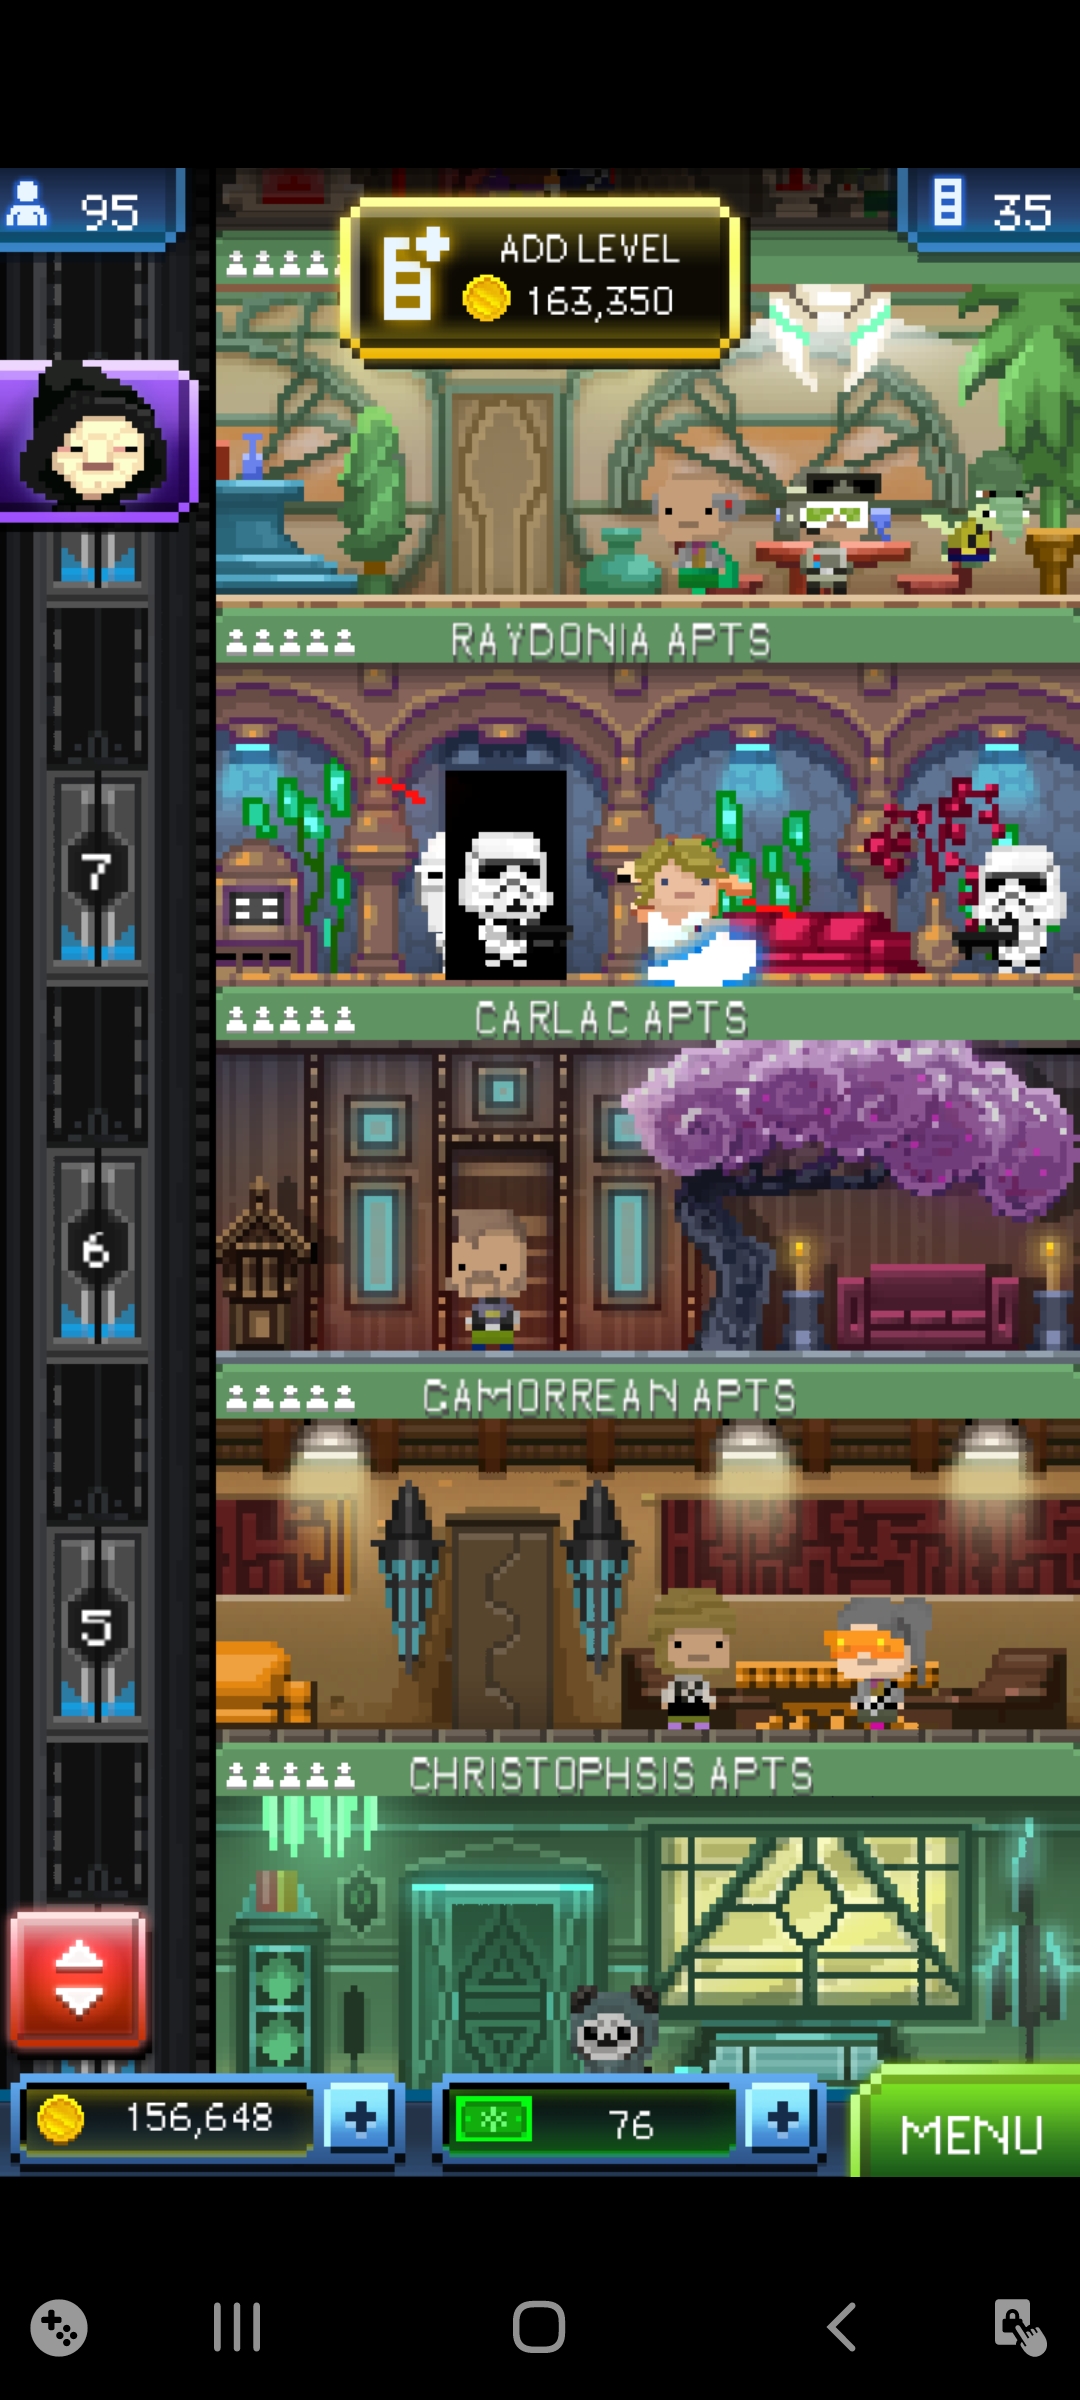 95
ADD LEVEL
163,350
35
RAYDONIA APTS
7
CARLAC APTS
6
CAMORREAN APTS
5
CHRISTOPHSIS APTS
156,648
76
MENU